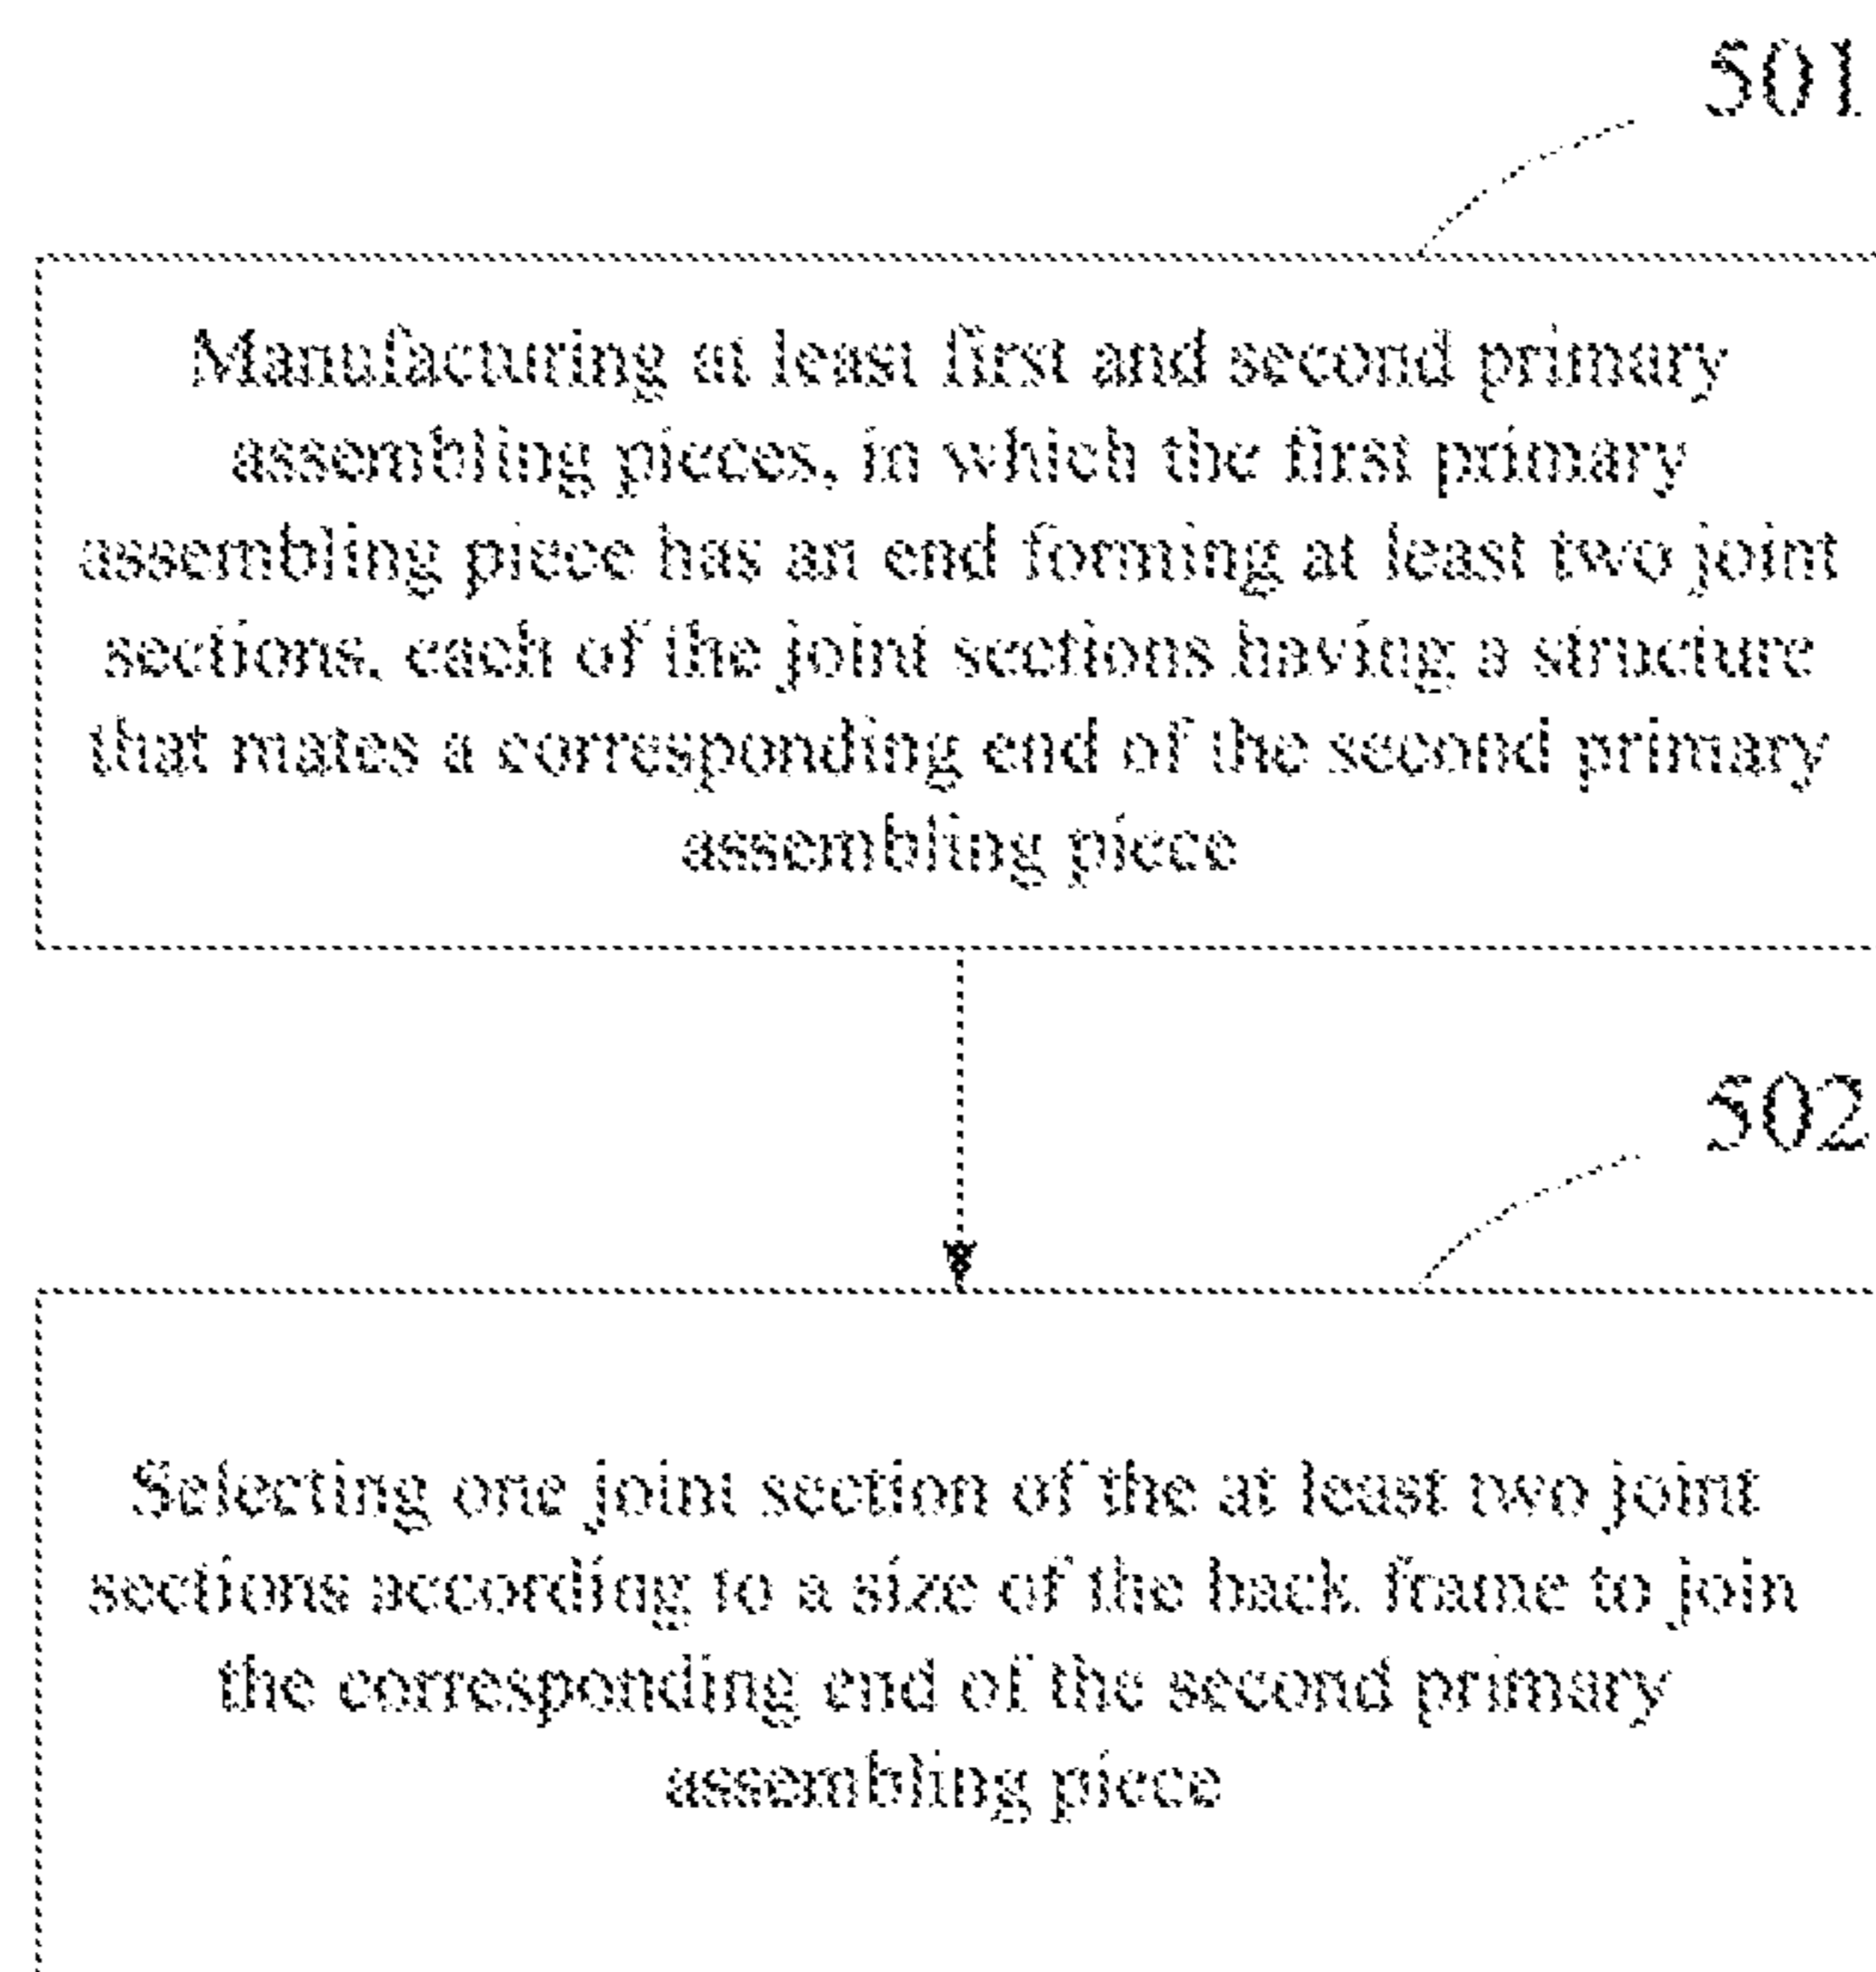 501
Manufacturing at least first and second primary
assembling pieces, in which the first primary
assembling piece has an end forming at least two joint
sections, each of the joint sections having a structure
that mates a corresponding end of the second primary
assembling piece
502
Selecting one joint section of the at least two joint
sections according to a size of the back frame to join
the corresponding end of the second primary
assembling piece